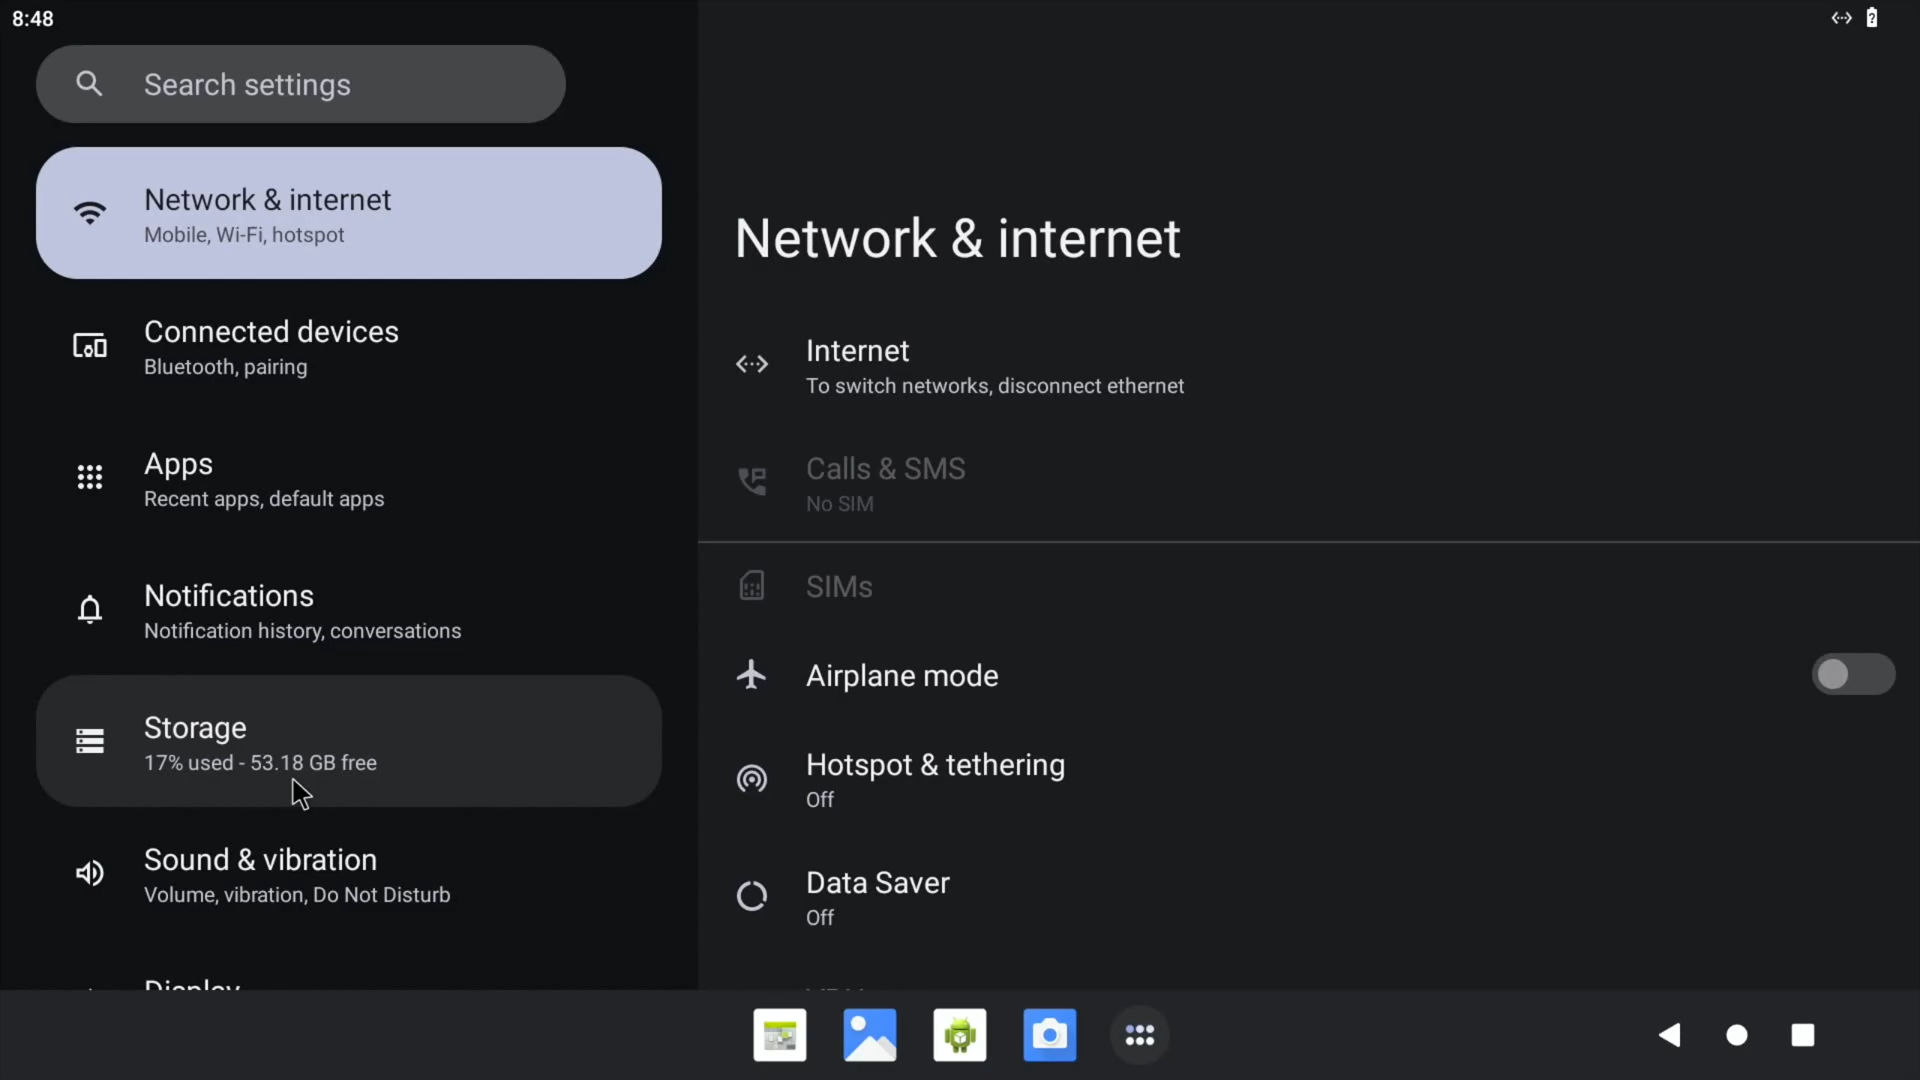 8:48
Search settings
Network & internet
Mobile, Wi-Fi, hotspot
Connected devices
Bluetooth, pairing
Apps
Recent apps, default apps
Notifications
Notification history, conversations
Storage
17% used - 53.18 GB free
Sound & vibration
Volume, vibration, Do Not Disturb
Display
Network & internet
Internet
To switch networks, disconnect ethernet
Calls & SMS
No SIM
SIMs
Airplane mode
Hotspot & tethering
Off
Data Saver
Off